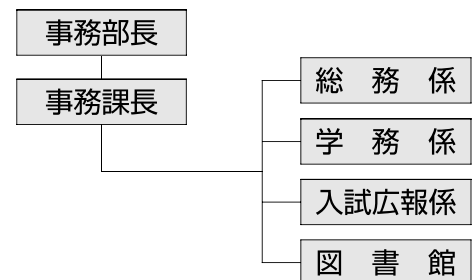 事務部長
事務課長
総務係
学務係
入試広報係
図書館